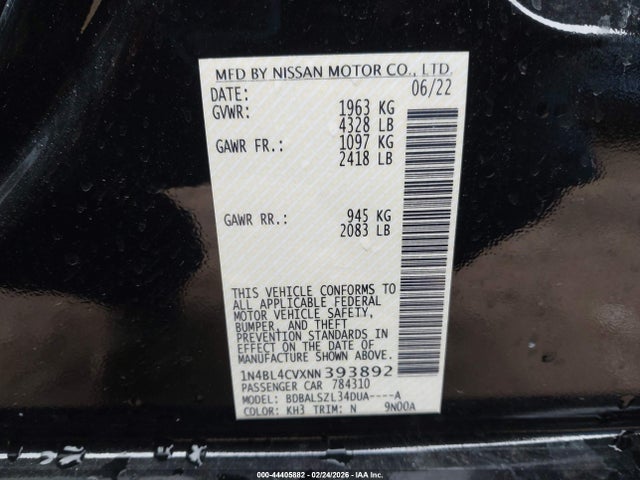 MFD BY NISSAN MOTOR CO., LTD.
DATE: 06/22
GVWR: 1963 KG
4328 LB
GAWR FR.: 1097 KG
2418 LB
GAWR RR.: 945 KG
2083 LB
THIS VEHICLE CONFORMS TO
ALL APPLICABLE FEDERAL
MOTOR VEHICLE SAFETY,
BUMPER, AND THEFT
PREVENTION STANDARDS IN
EFFECT ON THE DATE OF
MANUFACTURE SHOWN ABOVE.
1N4BL4CVXNN393892
PASSENGER CAR 784310
MODEL: BDBALSZL34DUA----A
COLOR: KH3 TRIM: N 9N00A
000-44405882 - 02/24/2026 - IAA Inc.